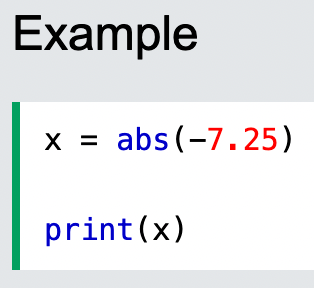 Example
x = abs(-7.25)
print(x)